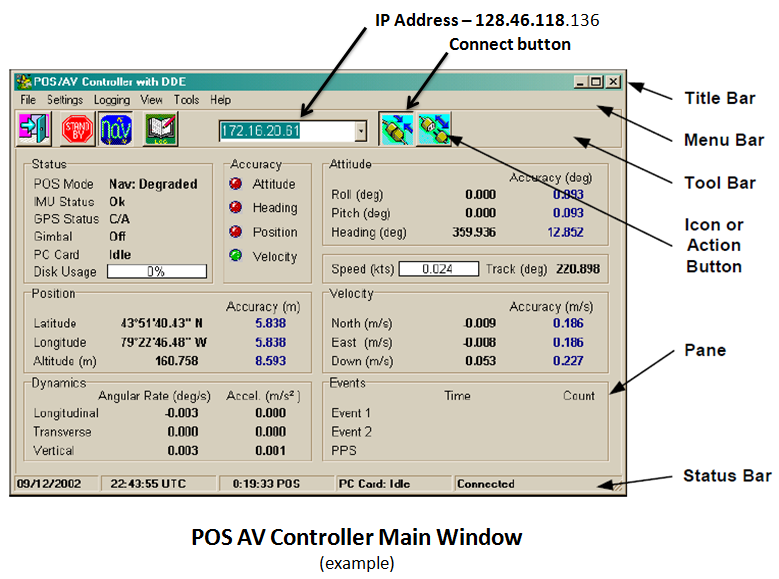 IP Address – 128.46.118.136
Connect button
POS/AV Controller with DDE
Title Bar
File Settings Logging View Tools Help
Menu Bar
STAND BY
nav
LOG
172.16.20.61
Tool Bar
Icon or Action Button
Status
POS Mode Nav: Degraded
IMU Status Ok
GPS Status C/A
Gimbal Off
PC Card Idle
Disk Usage 0%
Accuracy
Attitude
Heading
Position
Velocity
Attitude
Accuracy (deg)
Roll (deg) 0.000 0.093
Pitch (deg) 0.000 0.093
Heading (deg) 359.936 12.852
Speed (kts) 0.024 Track (deg) 220.898
Position
Accuracy (m)
Latitude 43°51'40.43" N 5.838
Longitude 79°22'46.48" W 5.838
Altitude (m) 160.758 8.593
Velocity
Accuracy (m/s)
North (m/s) -0.009 0.186
East (m/s) -0.008 0.186
Down (m/s) 0.053 0.227
Pane
Dynamics
Angular Rate (deg/s) Accel. (m/s²)
Longitudinal -0.003 0.000
Transverse 0.000 0.000
Vertical 0.003 0.001
Events
Time Count
Event 1
Event 2
PPS
09/12/2002 22:43:55 UTC 0:19:33 POS PC Card: Idle Connected
Status Bar
POS AV Controller Main Window
(example)